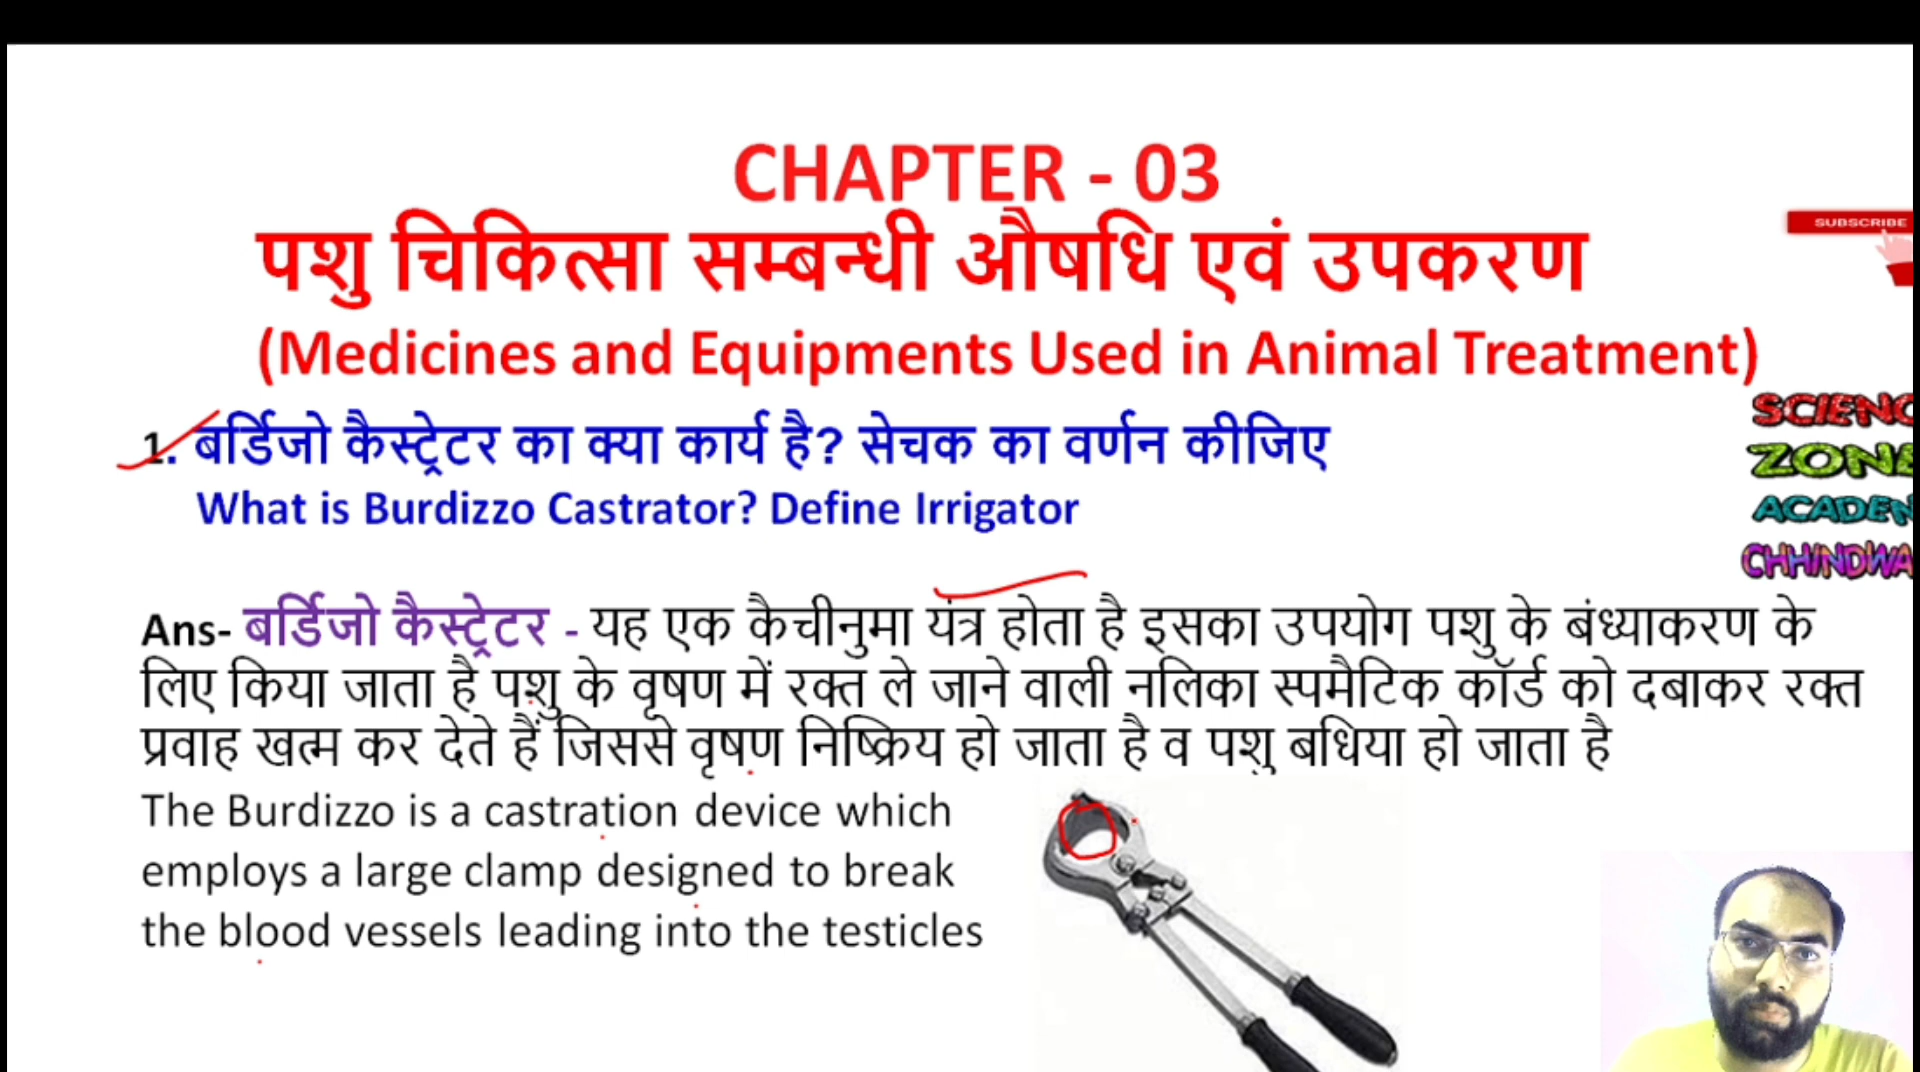 CHAPTER - 03
पशु चिकित्सा सम्बन्धी औषधि एवं उपकरण
SUBSCRIBE
(Medicines and Equipments Used in Animal Treatment)
1. बर्डिजो कैस्ट्रेटर का क्या कार्य है? सेचक का वर्णन कीजिए
What is Burdizzo Castrator? Define Irrigator
SCIENC
ZONE
ACADEM
CHHINDWA
Ans- बर्डिजो कैस्ट्रेटर - यह एक कैचीनुमा यंत्र होता है इसका उपयोग पशु के बंध्याकरण के
लिए किया जाता है पशु के वृषण में रक्त ले जाने वाली नलिका स्पमैटिक कॉर्ड को दबाकर रक्त
प्रवाह खत्म कर देते हैं जिससे वृषण निष्क्रिय हो जाता है व पशु बधिया हो जाता है
The Burdizzo is a castration device which
employs a large clamp designed to break
the blood vessels leading into the testicles